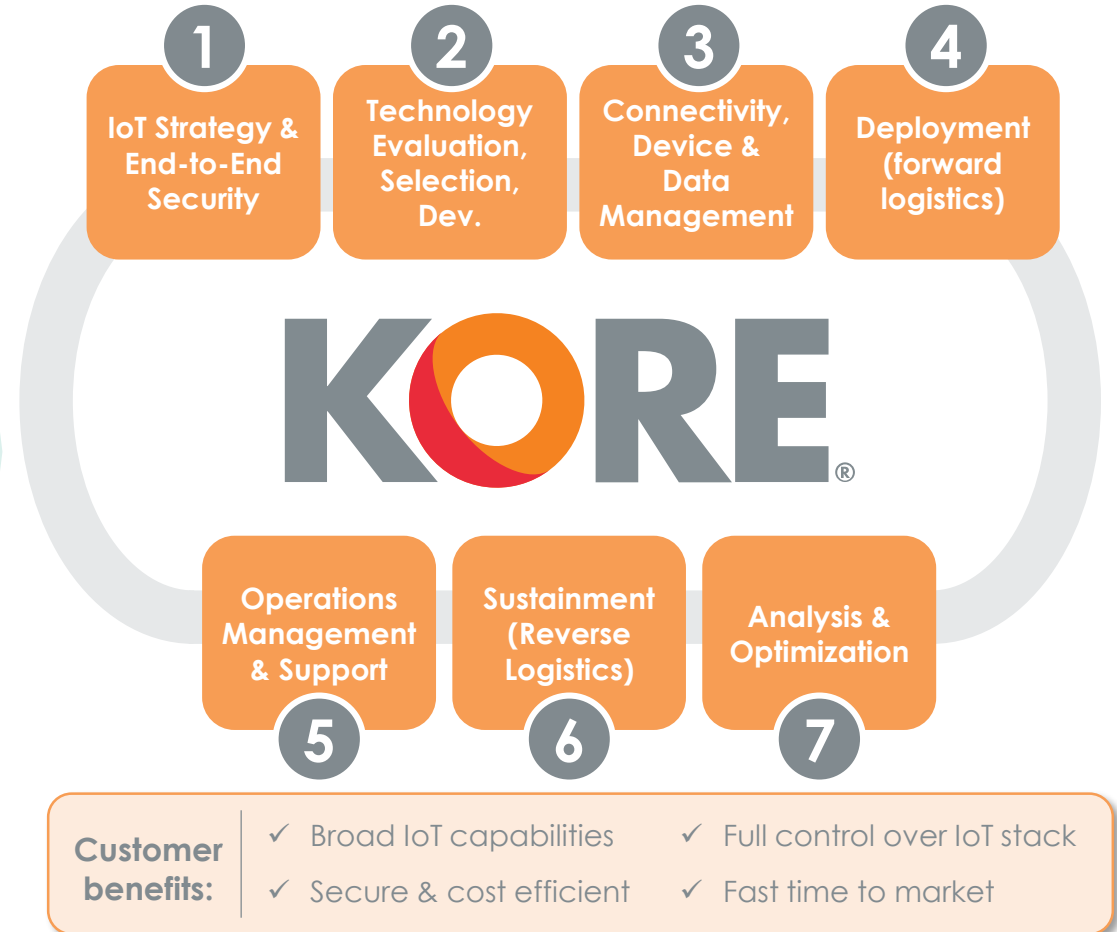 1
IoT Strategy &
End-to-End
Security
2
Technology
Evaluation,
Selection,
Dev.
3
Connectivity,
Device &
Data
Management
4
Deployment
(forward
logistics)
KORE®
Operations
Management
& Support
5
Sustainment
(Reverse
Logistics)
6
Analysis &
Optimization
7
Customer
benefits:
✓ Broad IoT capabilities
✓ Secure & cost efficient
✓ Full control over IoT stack
✓ Fast time to market